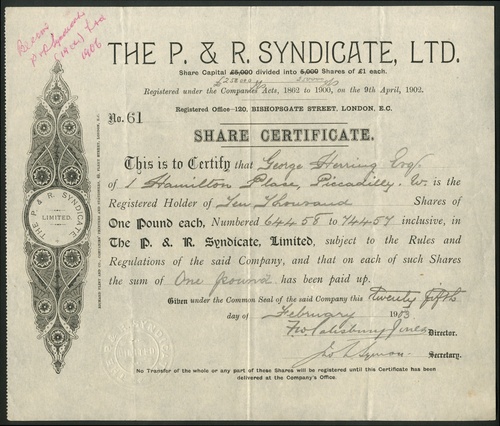 P & R Syndicate
(1906) Ltd
1906
THE P. & R. SYNDICATE, LTD.
Share Capital £5,000 divided into 5,000 Shares of £1 each.
Registered under the Companies Acts, 1862 to 1900, on the 9th April, 1902.
Registered Office-120, BISHOPSGATE STREET, LONDON, E.C.
No. 61
SHARE CERTIFICATE.
This is to Certify that George Herring Esqr.
of 1 Hamilton Place, Piccadilly. W. is the
Registered Holder of Ten Thousand Shares of
One Pound each, Numbered 64458 to 74457 inclusive, in
The P. & R. Syndicate, Limited, subject to the Rules and
Regulations of the said Company, and that on each of such Shares
the sum of One Pound has been paid up.
Given under the Common Seal of the said Company this twenty fifth
day of February 1903
Director.
Secretary.
No Transfer of the whole or any part of these Shares will be registered until this Certificate has been
delivered at the Company's Office.
THE P. & R. SYNDICATE
LIMITED.